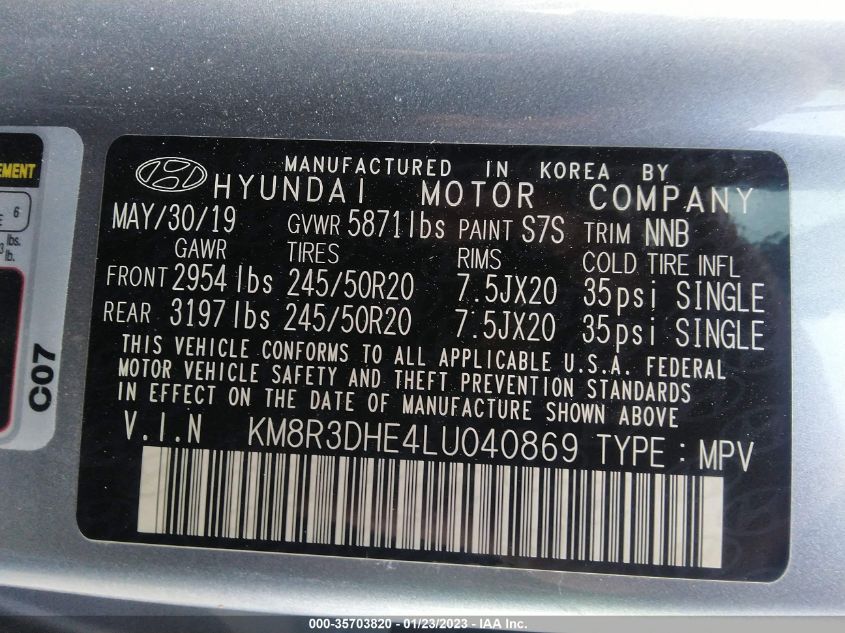 MANUFACTURED IN KOREA BY
HYUNDAI MOTOR COMPANY
MAY/30/19 GVWR 5871lbs PAINT S7S TRIM NNB
GAWR TIRES RIMS COLD TIRE INFL
FRONT 2954lbs 245/50R20 7.5JX20 35psi SINGLE
REAR 3197lbs 245/50R20 7.5JX20 35psi SINGLE
THIS VEHICLE CONFORMS TO ALL APPLICABLE U.S.A. FEDERAL
MOTOR VEHICLE SAFETY AND THEFT PREVENTION STANDARDS
IN EFFECT ON THE DATE OF MANUFACTURE SHOWN ABOVE
V.I.N KM8R3DHE4LU040869 TYPE: MPV
6
lbs.
lb.
C07
000-35703820 - 01/23/2023 - IAA Inc.